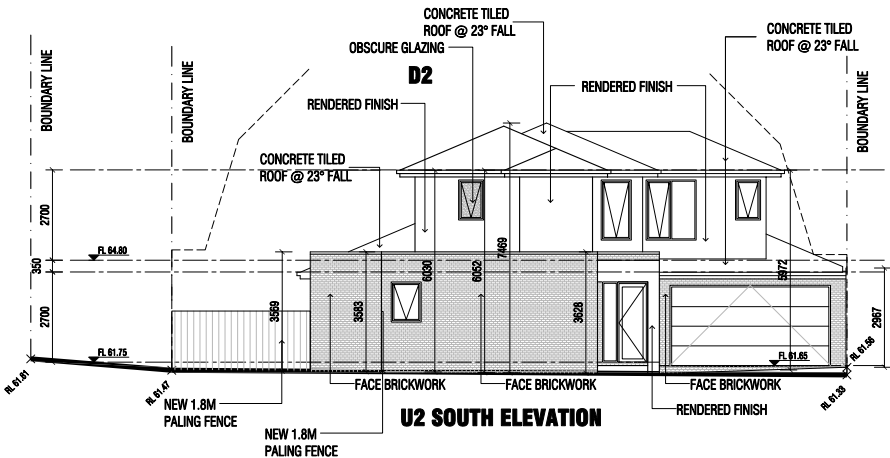 CONCRETE TILED
ROOF @ 23° FALL
OBSCURE GLAZING
D2
CONCRETE TILED
ROOF @ 23° FALL
BOUNDARY LINE
BOUNDARY LINE
BOUNDARY LINE
RENDERED FINISH
RENDERED FINISH
CONCRETE TILED
ROOF @ 23° FALL
2700
350
2700
FL 64.80
FL 61.75
FL 61.65
3569
3583
6030
6052
7469
3628
5972
2967
RL 61.81
RL 61.47
RL 61.56
RL 61.33
FACE BRICKWORK
FACE BRICKWORK
FACE BRICKWORK
NEW 1.8M
PALING FENCE
U2 SOUTH ELEVATION
RENDERED FINISH
NEW 1.8M
PALING FENCE